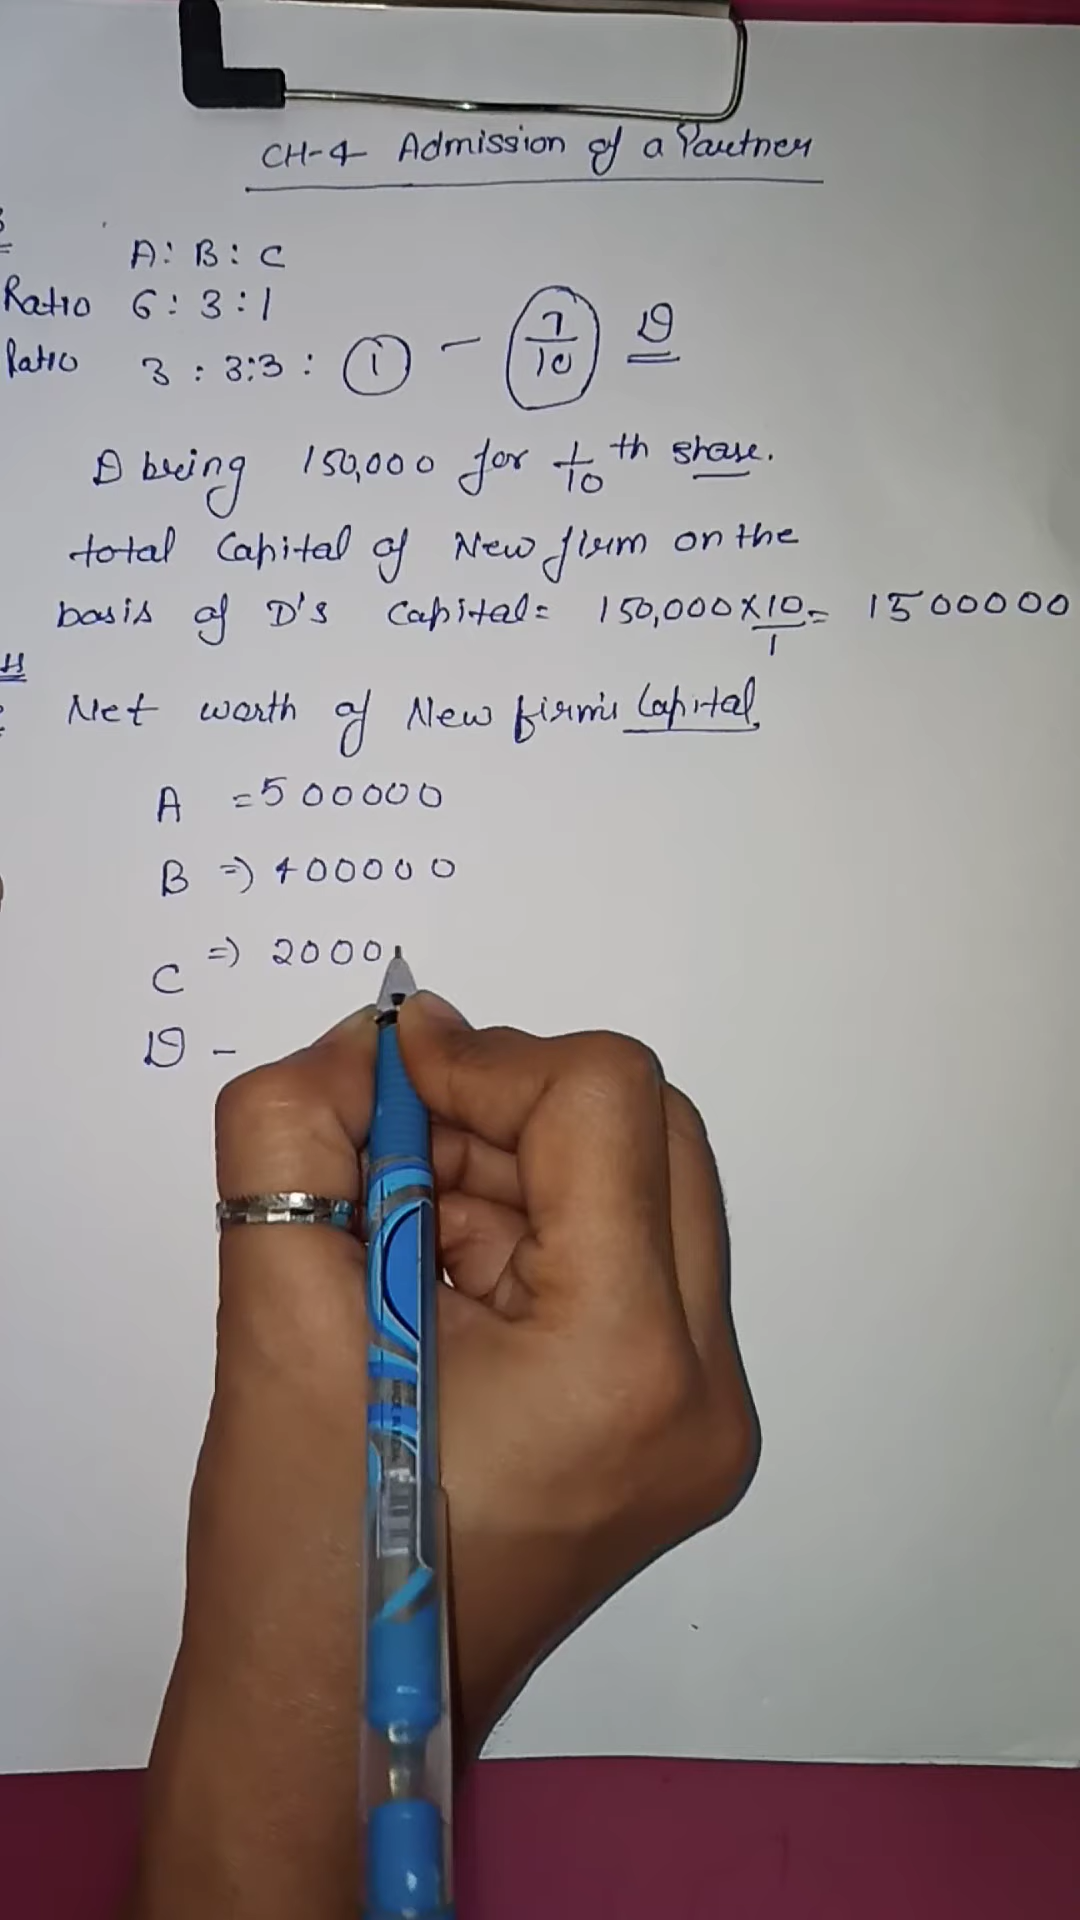 CH-4 Admission of a Partner
A: B: C
Ratio 6: 3:1
Ratio 3 : 3:3: 1 - 1/10 D
D bring 150,000 for 1/10 th share.
total Capital of New firm on the
basis of D's Capital = 150,000 × 10/1 = 1500000
Net worth of New firm's Capital
A = 500000
B => 400000
C => 2000
D -